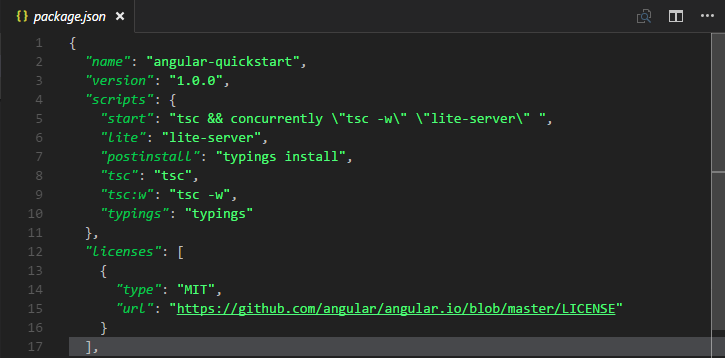 {} package.json ×
1 {
2   "name": "angular-quickstart",
3   "version": "1.0.0",
4   "scripts": {
5     "start": "tsc && concurrently \"tsc -w\" \"lite-server\" ",
6     "lite": "lite-server",
7     "postinstall": "typings install",
8     "tsc": "tsc",
9     "tsc:w": "tsc -w",
10     "typings": "typings"
11   },
12   "licenses": [
13     {
14       "type": "MIT",
15       "url": "https://github.com/angular/angular.io/blob/master/LICENSE"
16     }
17   ],